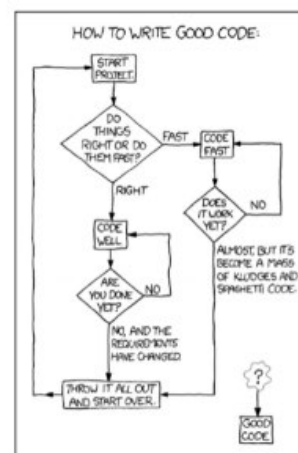 HOW TO WRITE GOOD CODE:
START
PROJECT.
DO
THINGS
RIGHT OR DO
THEM FAST?
FAST
CODE
FAST
RIGHT
DOES
IT WORK
YET?
NO
CODE
WELL
ALMOST, BUT IT'S
BECOME A MASS
OF KLUDGES AND
SPAGHETTI CODE.
ARE
YOU DONE
YET?
NO
NO, AND THE
REQUIREMENTS
HAVE CHANGED.
THROW IT ALL OUT
AND START OVER.
?
GOOD
CODE